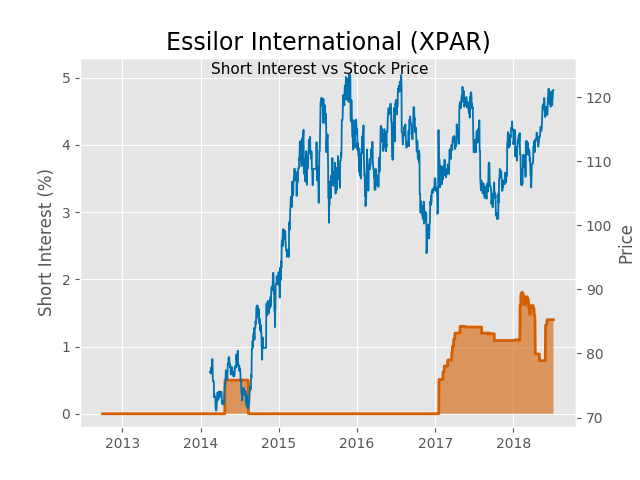 Essilor International (XPAR)
Short Interest vs Stock Price
Short Interest (%)
5
4
3
2
1
0
120
110
100
90
80
70
Price
2013 2014 2015 2016 2017 2018